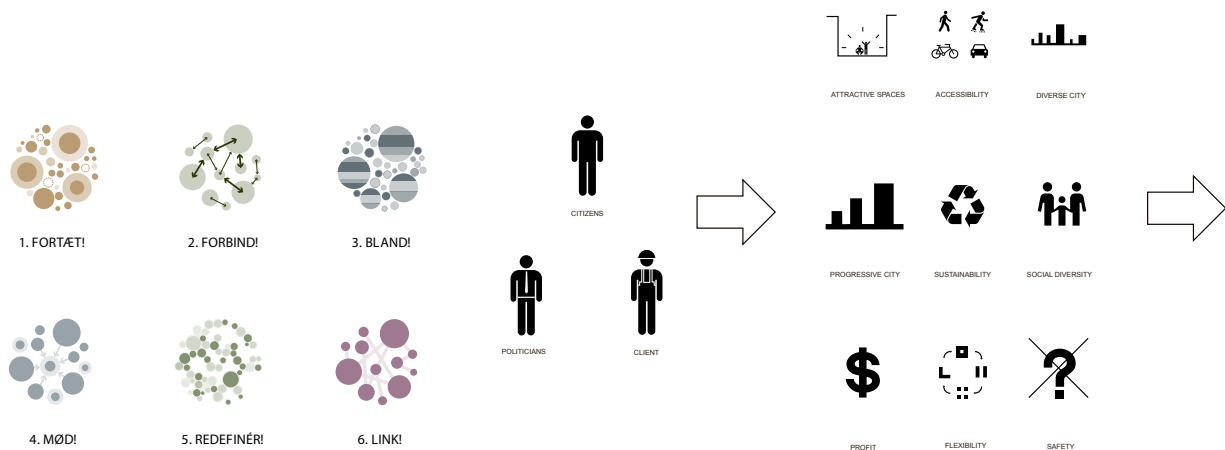 1. FORTÆT!
2. FORBIND!
3. BLAND!
4. MØD!
5. REDEFINÉR!
6. LINK!
CITIZENS
POLITICIANS
CLIENT
ATTRACTIVE SPACES
ACCESSIBILITY
DIVERSE CITY
PROGRESSIVE CITY
SUSTAINABILITY
SOCIAL DIVERSITY
$
?
PROFIT
FLEXIBILITY
SAFETY